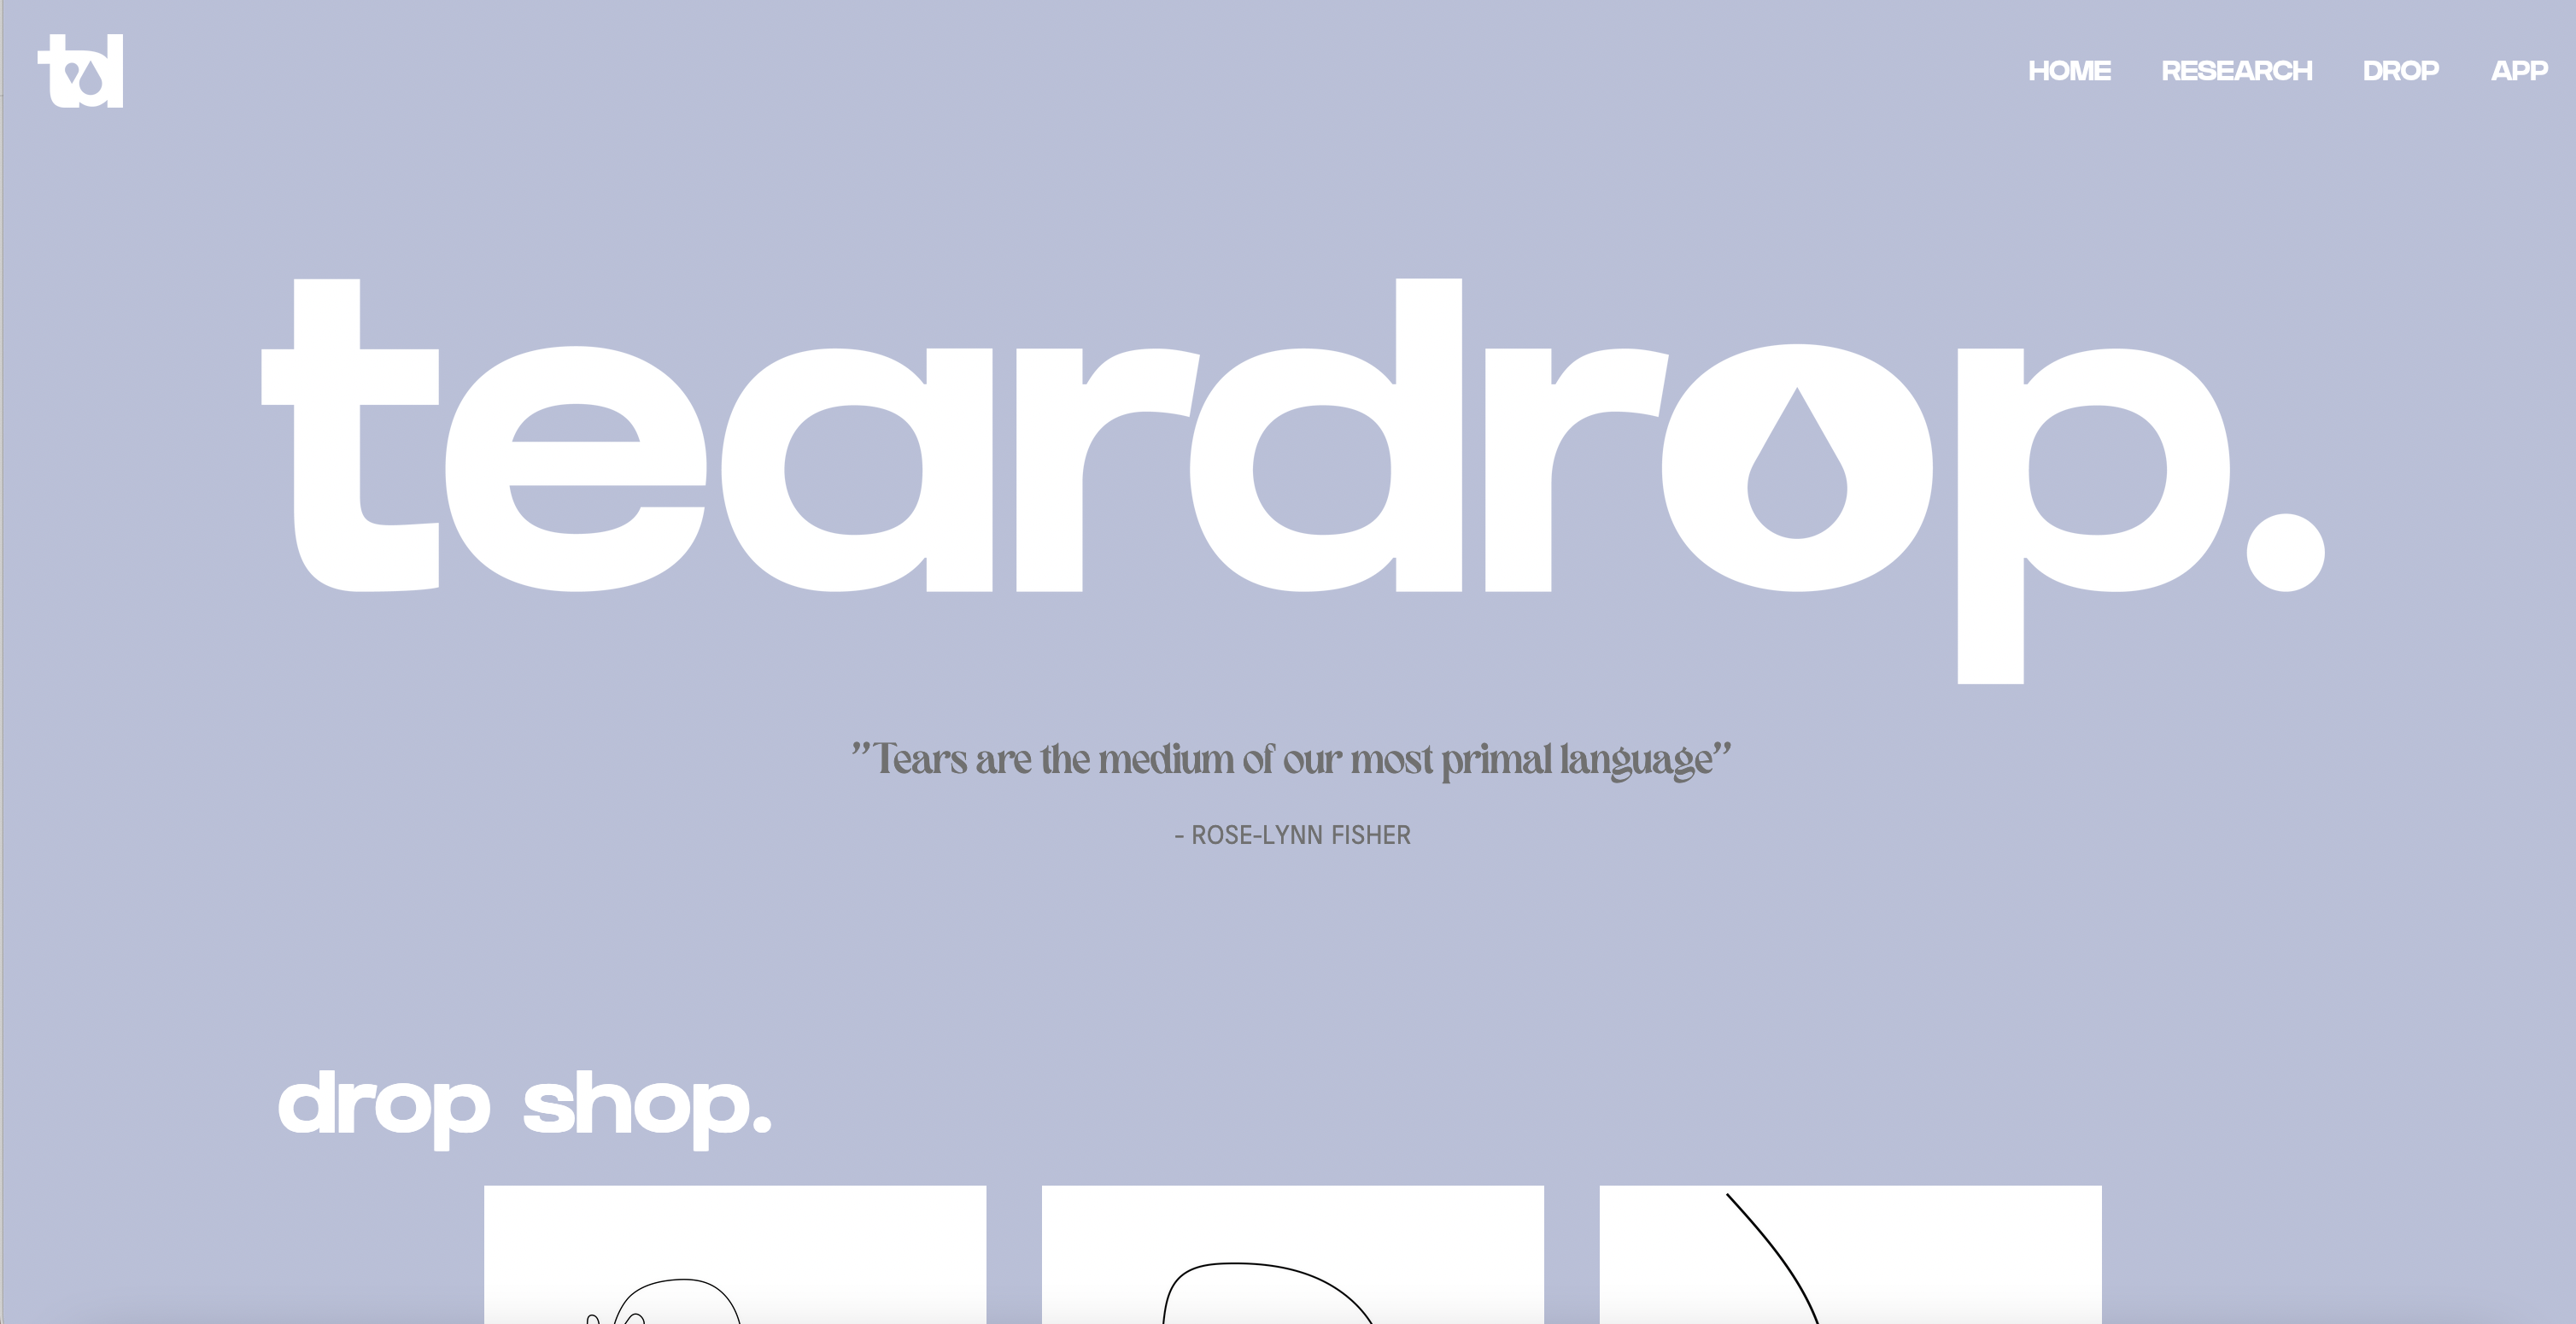 td
HOME RESEARCH DROP APP
teardrop.
”Tears are the medium of our most primal language”
- ROSE-LYNN FISHER
drop shop.